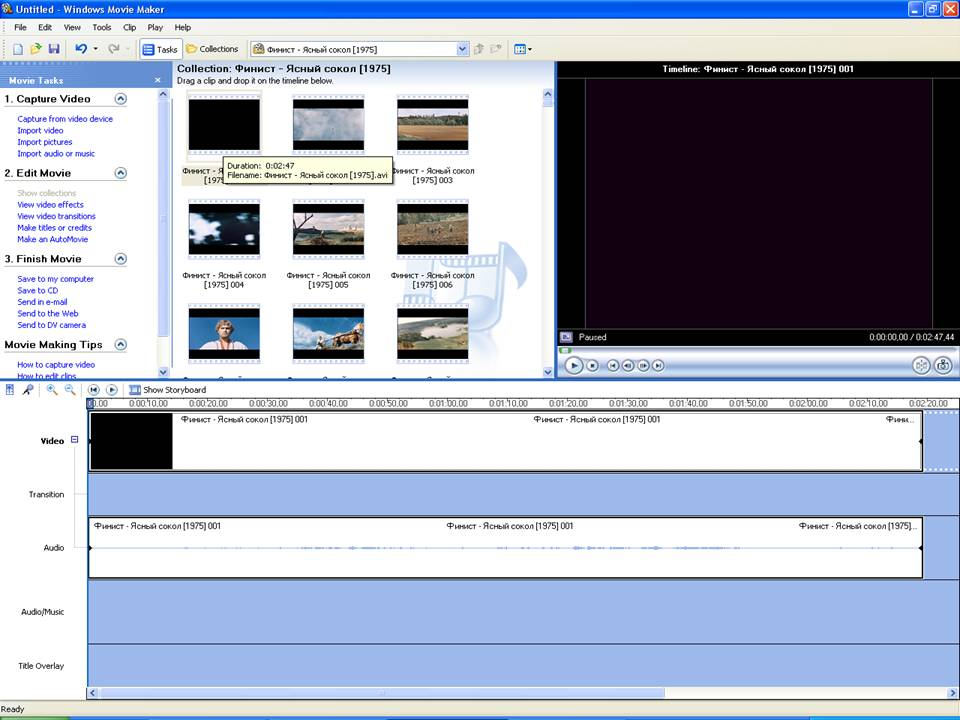 Untitled - Windows Movie Maker
File Edit View Tools Clip Play Help
Tasks Collections Финист - Ясный сокол [1975]
Movie Tasks
1. Capture Video
Capture from video device
Import video
Import pictures
Import audio or music
2. Edit Movie
Show collections
View video effects
View video transitions
Make titles or credits
Make an AutoMovie
3. Finish Movie
Save to my computer
Save to CD
Send in e-mail
Send to the Web
Send to DV camera
Movie Making Tips
How to capture video
How to edit clips
Collection: Финист - Ясный сокол [1975]
Drag a clip and drop it on the timeline below.
Duration: 0:02:47
Filename: Финист - Ясный сокол [1975].avi
Финист - Ясный сокол
[1975] 003
Финист - Ясный сокол
[1975] 004
Финист - Ясный сокол
[1975] 005
Финист - Ясный сокол
[1975] 006
Timeline: Финист - Ясный сокол [1975] 001
Paused 0:00:00,00 / 0:02:47,44
Show Storyboard
0:00:10,00 0:00:20,00 0:00:30,00 0:00:40,00 0:00:50,00 0:01:00,00 0:01:10,00 0:01:20,00 0:01:30,00 0:01:40,00 0:01:50,00 0:02:00,00 0:02:10,00 0:02:20,00
Video Финист - Ясный сокол [1975] 001 Финист - Ясный сокол [1975] 001 Фини...
Transition
Audio Финист - Ясный сокол [1975] 001 Финист - Ясный сокол [1975] 001 Финист - Ясный сокол [1975]...
Audio/Music
Title Overlay
Ready